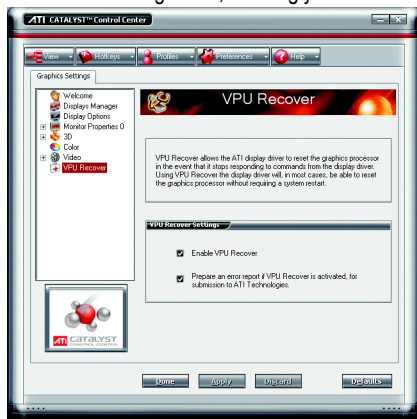 ATI CATALYST™ Control Center
View Hotkeys Profiles Preferences Help
Graphics Settings
Welcome
Displays Manager
Display Options
Monitor Properties 0
3D
Color
Video
VPU Recover
VPU Recover
VPU Recover allows the ATI display driver to reset the graphics processor
in the event that it stops responding to commands from the display driver.
Using VPU Recover the display driver will, in most cases, be able to reset
the graphics processor without requiring a system restart.
VPU Recover Settings
Enable VPU Recover
Prepare an error report if VPU Recover is activated, for
submission to ATI Technologies.
ATI CATALYST
CONTROL CENTER
Done Apply Discard Defaults